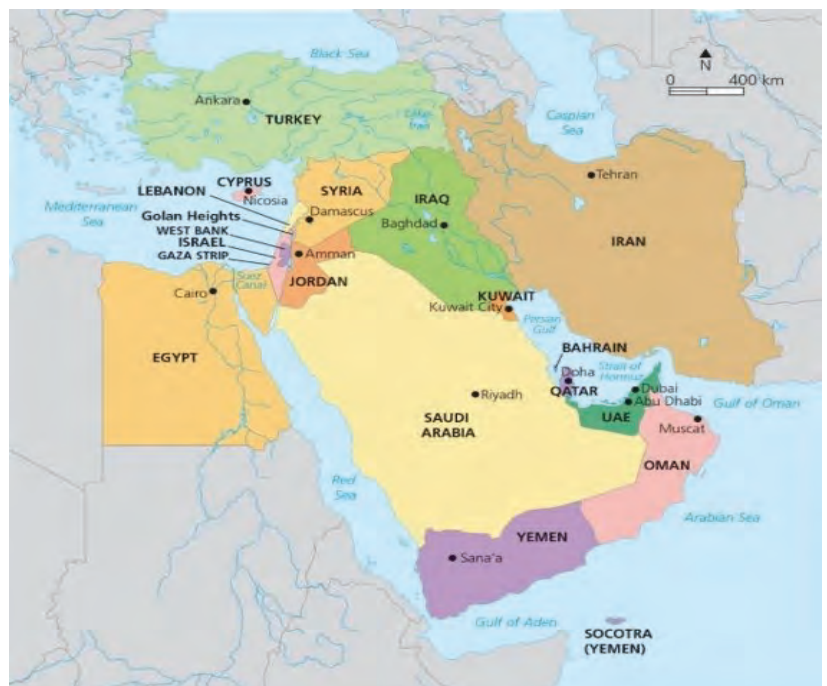 Black Sea
N
0 400 km
Ankara
TURKEY
Caspian
Sea
Tehran
CYPRUS
Nicosia
LEBANON
SYRIA
IRAQ
Mediterranean
Sea
Golan Heights
Damascus
Baghdad
WEST BANK
ISRAEL
IRAN
GAZA STRIP
Amman
Suez
Canal
JORDAN
Cairo
KUWAIT
Kuwait City
Persian
Gulf
EGYPT
BAHRAIN
Strait of
Hormuz
Doha
QATAR
Dubai
Abu Dhabi
Riyadh
Gulf of Oman
UAE
Muscat
SAUDI
ARABIA
OMAN
Red
Sea
Arabian Sea
YEMEN
Sana'a
Gulf of Aden
SOCOTRA
(YEMEN)